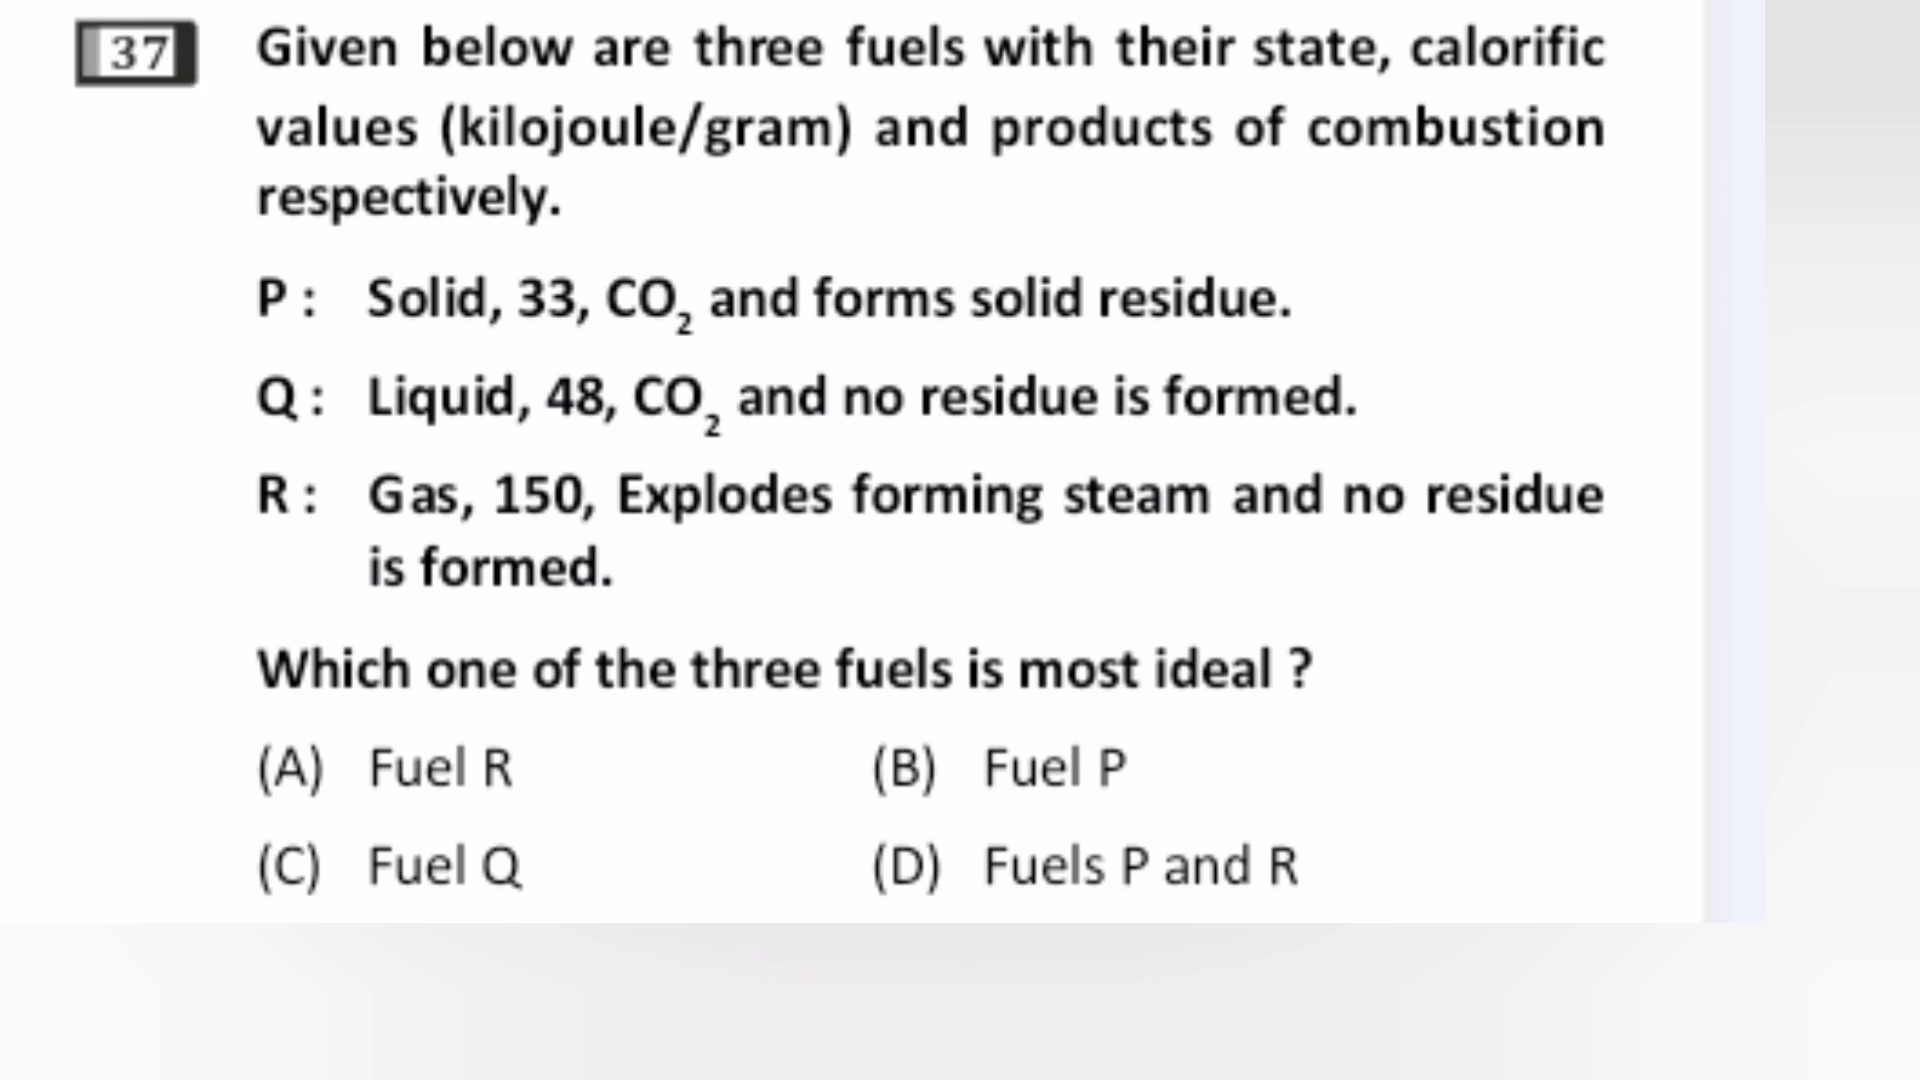 37 Given below are three fuels with their state, calorific
values (kilojoule/gram) and products of combustion
respectively.
P : Solid, 33, CO₂ and forms solid residue.
Q : Liquid, 48, CO₂ and no residue is formed.
R : Gas, 150, Explodes forming steam and no residue
is formed.
Which one of the three fuels is most ideal ?
(A) Fuel R (B) Fuel P
(C) Fuel Q (D) Fuels P and R